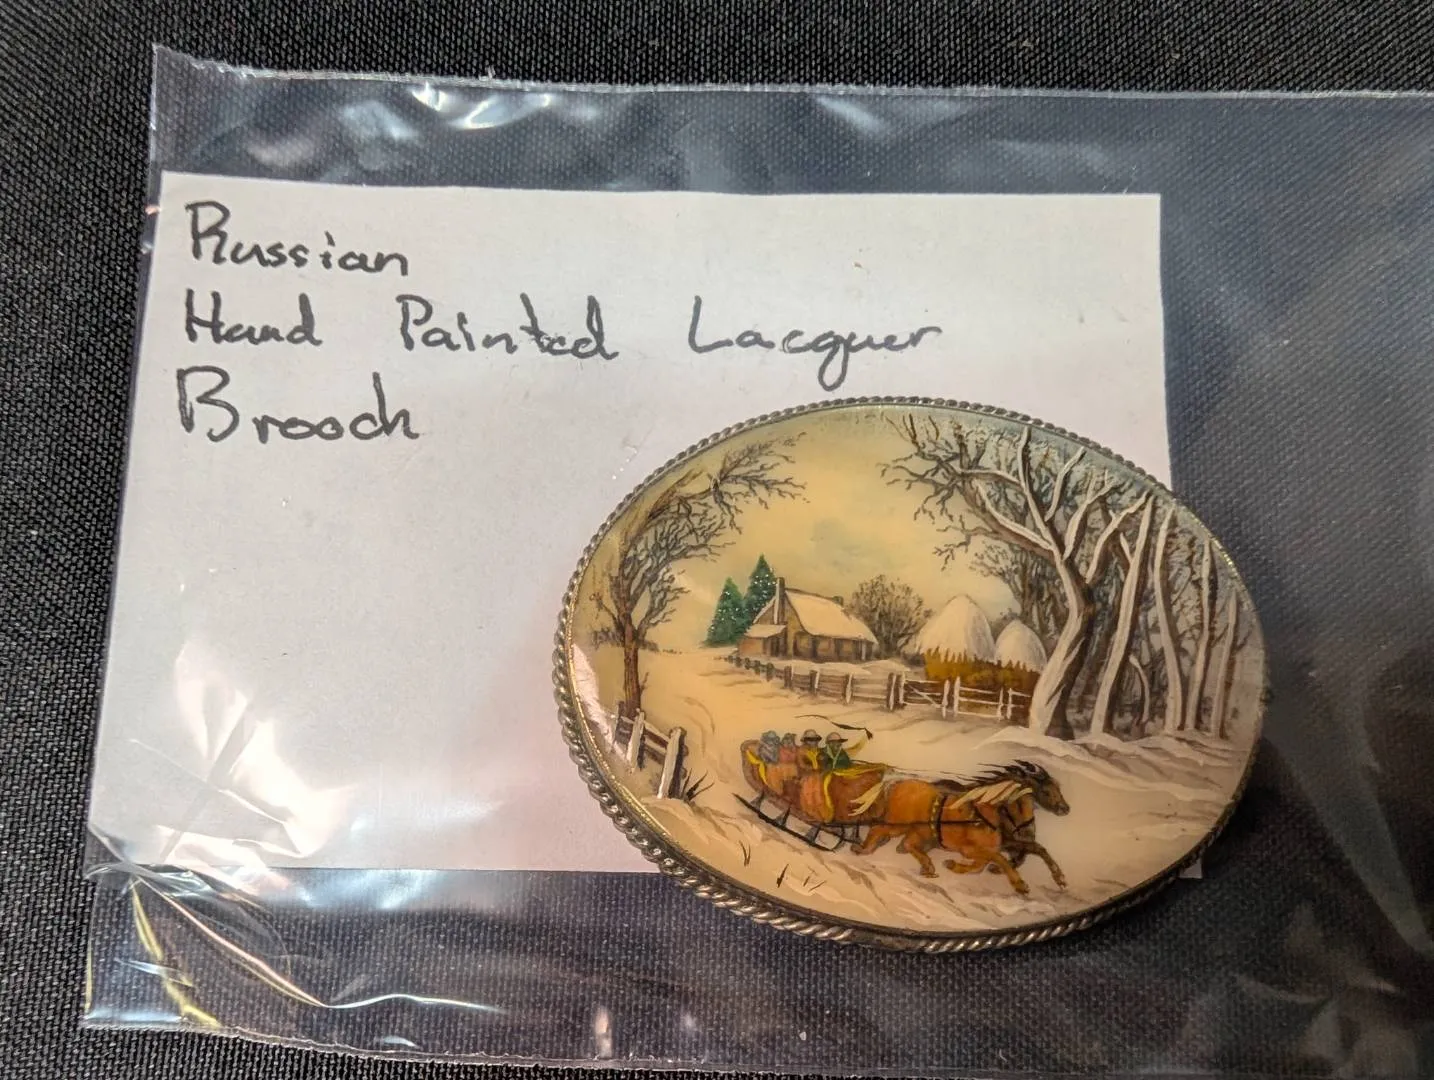 Russian
Hand Painted Lacquer
Brooch